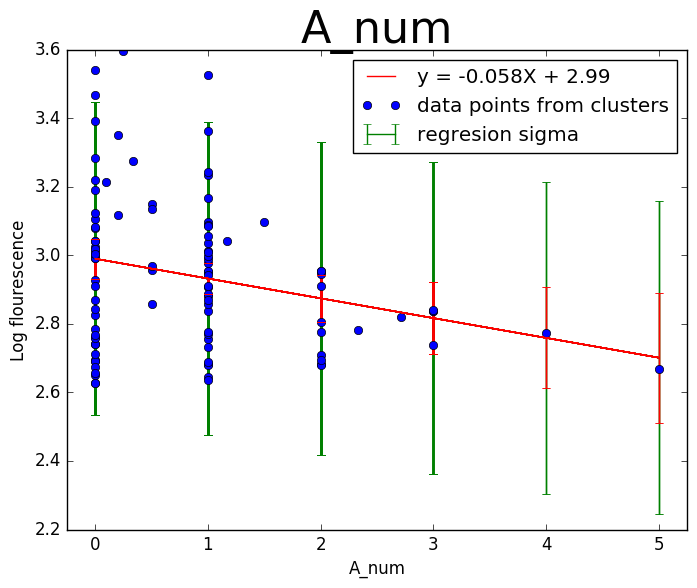 A_num
y = -0.058X + 2.99
data points from clusters
regresion sigma
3.6
3.4
3.2
3.0
2.8
2.6
2.4
2.2
Log flourescence
0 1 2 3 4 5
A_num